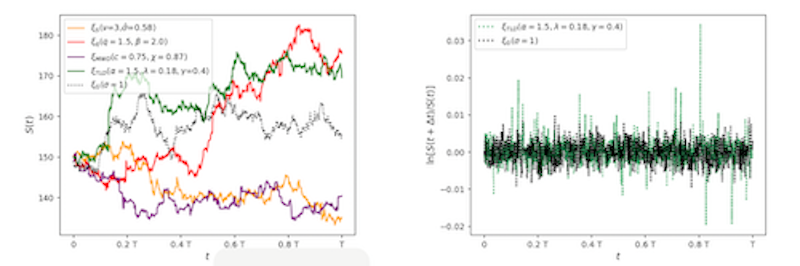 180
170
160
150
140
S(t)
0
0.2 T
0.4 T
0.6 T
0.8 T
T
t
ξ_t(ν=3, σ̂=0.58)
ξ_q(q = 1.5, β = 2.0)
(c = 0.75, χ = 0.87)
ξ_TLD(α = 1.5, λ = 0.18, γ=0.4)
ξ_G(σ = 1)
0.03
0.02
0.01
0.00
−0.01
−0.02
ln[S(t + Δt)/S(t)]
0
0.2 T
0.4 T
0.6 T
0.8 T
T
t
ξ_TLD(α = 1.5, λ = 0.18, γ = 0.4)
ξ_G(σ = 1)